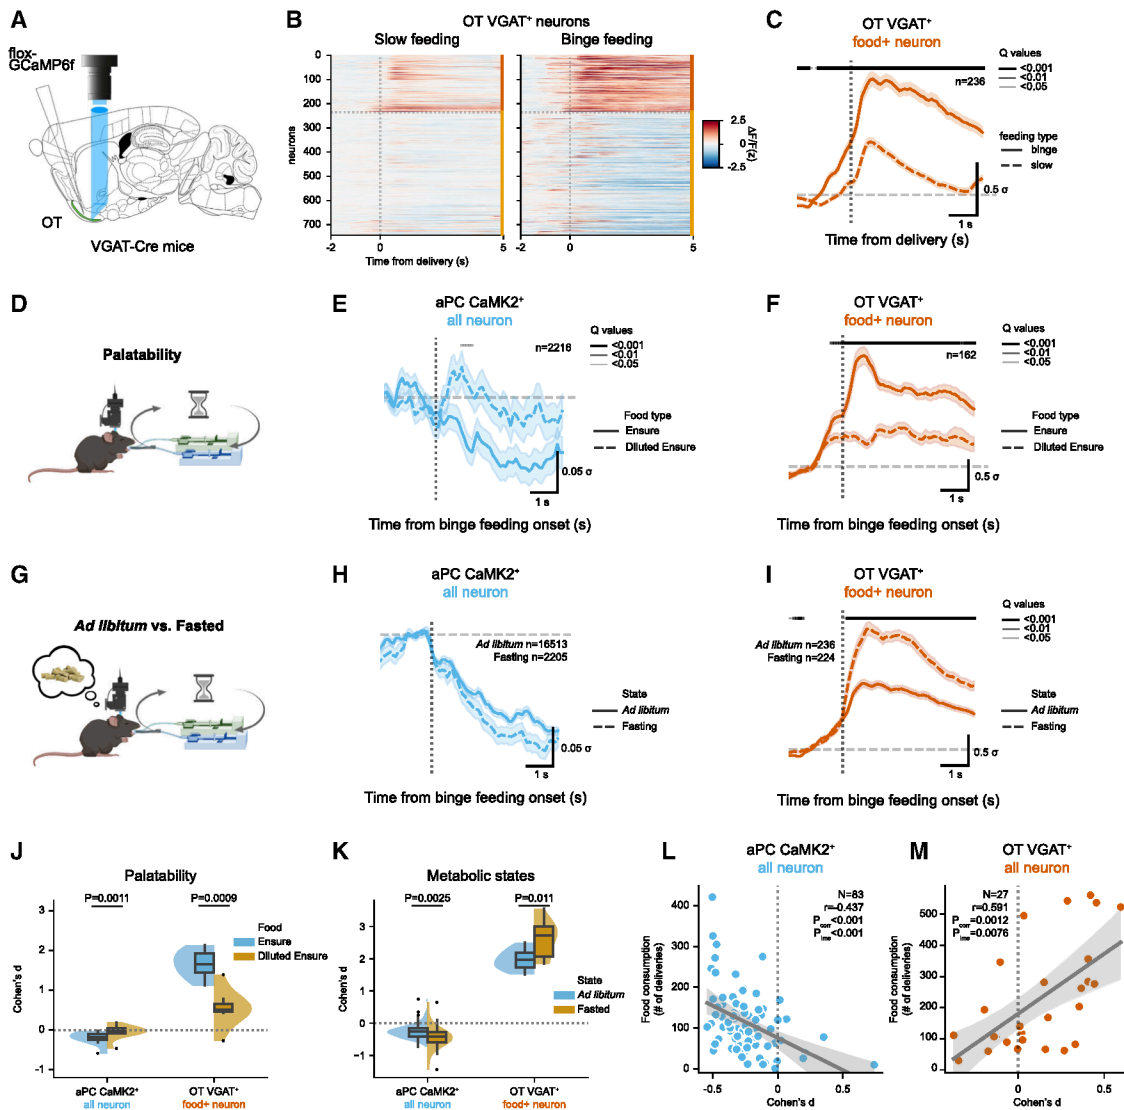 A
flox-
GCaMP6f
OT
VGAT-Cre mice
B
OT VGAT⁺ neurons
Slow feeding
Binge feeding
0
100
200
300
400
500
600
700
neurons
-2
0
5
-2
0
5
Time from delivery (s)
2.5
0.0
-2.5
ΔF/F(z)
C
OT VGAT⁺
food+ neuron
Q values
<0.001
<0.01
<0.05
n=236
feeding type
binge
slow
0.5 σ
1 s
Time from delivery (s)
D
Palatability
E
aPC CaMK2⁺
all neuron
Q values
<0.001
<0.01
<0.05
n=2216
Food type
Ensure
Diluted Ensure
0.05 σ
1 s
Time from binge feeding onset (s)
F
OT VGAT⁺
food+ neuron
Q values
<0.001
<0.01
<0.05
n=162
Food type
Ensure
Diluted Ensure
0.5 σ
1 s
Time from binge feeding onset (s)
G
Ad libitum vs. Fasted
H
aPC CaMK2⁺
all neuron
Ad libitum n=16513
Fasting n=2205
State
Ad libitum
Fasting
0.05 σ
1 s
Time from binge feeding onset (s)
I
OT VGAT⁺
food+ neuron
Q values
<0.001
<0.01
<0.05
Ad libitum n=236
Fasting n=224
State
Ad libitum
Fasting
0.5 σ
1 s
Time from binge feeding onset (s)
J
Palatability
P=0.0011
P=0.0009
Food
Ensure
Diluted Ensure
3
2
1
0
-1
Cohen's d
aPC CaMK2⁺
all neuron
OT VGAT⁺
food+ neuron
K
Metabolic states
P=0.0025
P=0.011
State
Ad libitum
Fasted
3
2
1
0
-1
Cohen's d
aPC CaMK2⁺
all neuron
OT VGAT⁺
food+ neuron
L
aPC CaMK2⁺
all neuron
N=83
r=-0.437
Pcorr<0.001
Plme<0.001
400
300
200
100
0
Food consumption
(# of deliveries)
-0.5
0
0.5
Cohen's d
M
OT VGAT⁺
all neuron
N=27
r=0.591
Pcorr=0.0012
Plme=0.0076
500
400
300
200
100
0
Food consumption
(# of deliveries)
0
0.5
Cohen's d